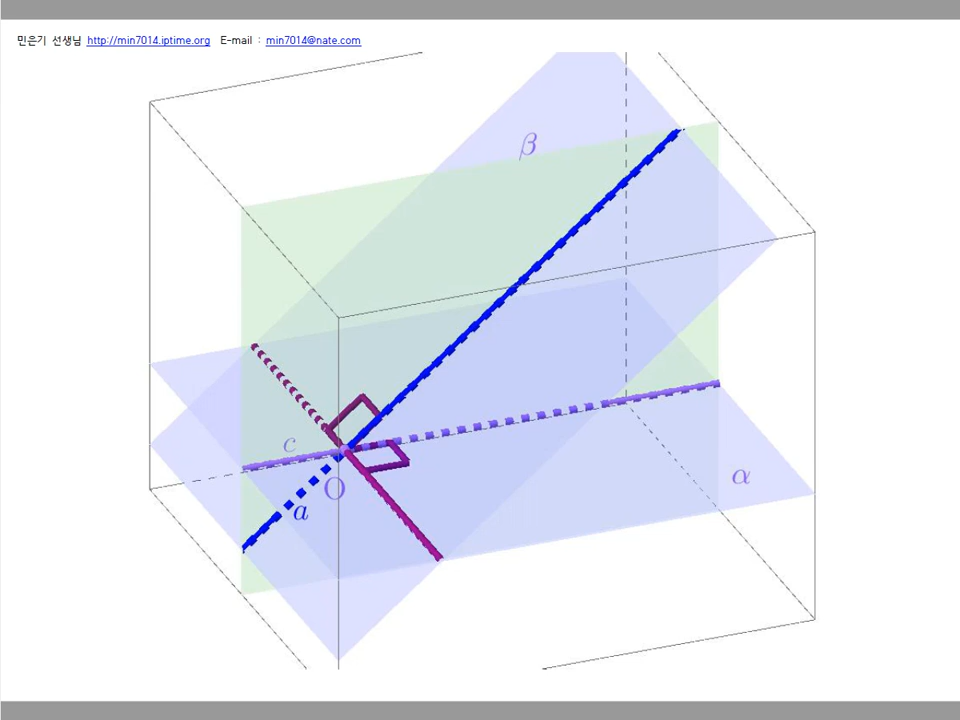 민은기 선생님 http://min7014.iptime.org E-mail : min7014@nate.com
β
c
O
a
α